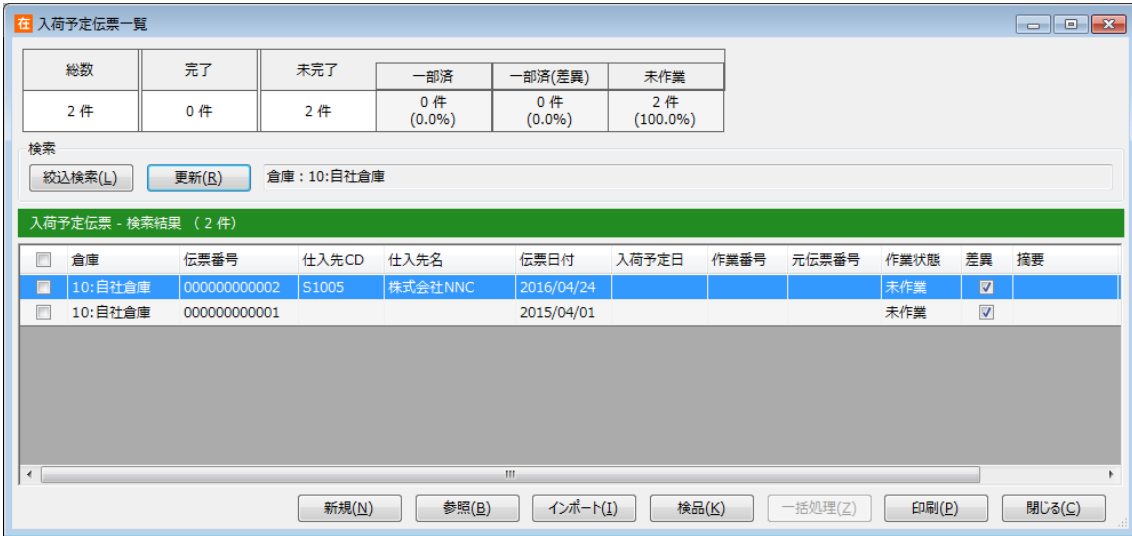 在 入荷予定伝票一覧
総数 完了 未完了
一部済 一部済(差異) 未作業
2 件 0 件 2 件 0 件 0 件 2 件
(0.0%) (0.0%) (100.0%)
検索
絞込検索(L) 更新(R) 倉庫：10:自社倉庫
入荷予定伝票 - 検索結果 （ 2 件）
倉庫 伝票番号 仕入先CD 仕入先名 伝票日付 入荷予定日 作業番号 元伝票番号 作業状態 差異 摘要
10:自社倉庫 000000000002 S1005 株式会社NNC 2016/04/24 未作業
10:自社倉庫 000000000001 2015/04/01 未作業
新規(N) 参照(B) インポート(I) 検品(K) 一括処理(Z) 印刷(P) 閉じる(C)